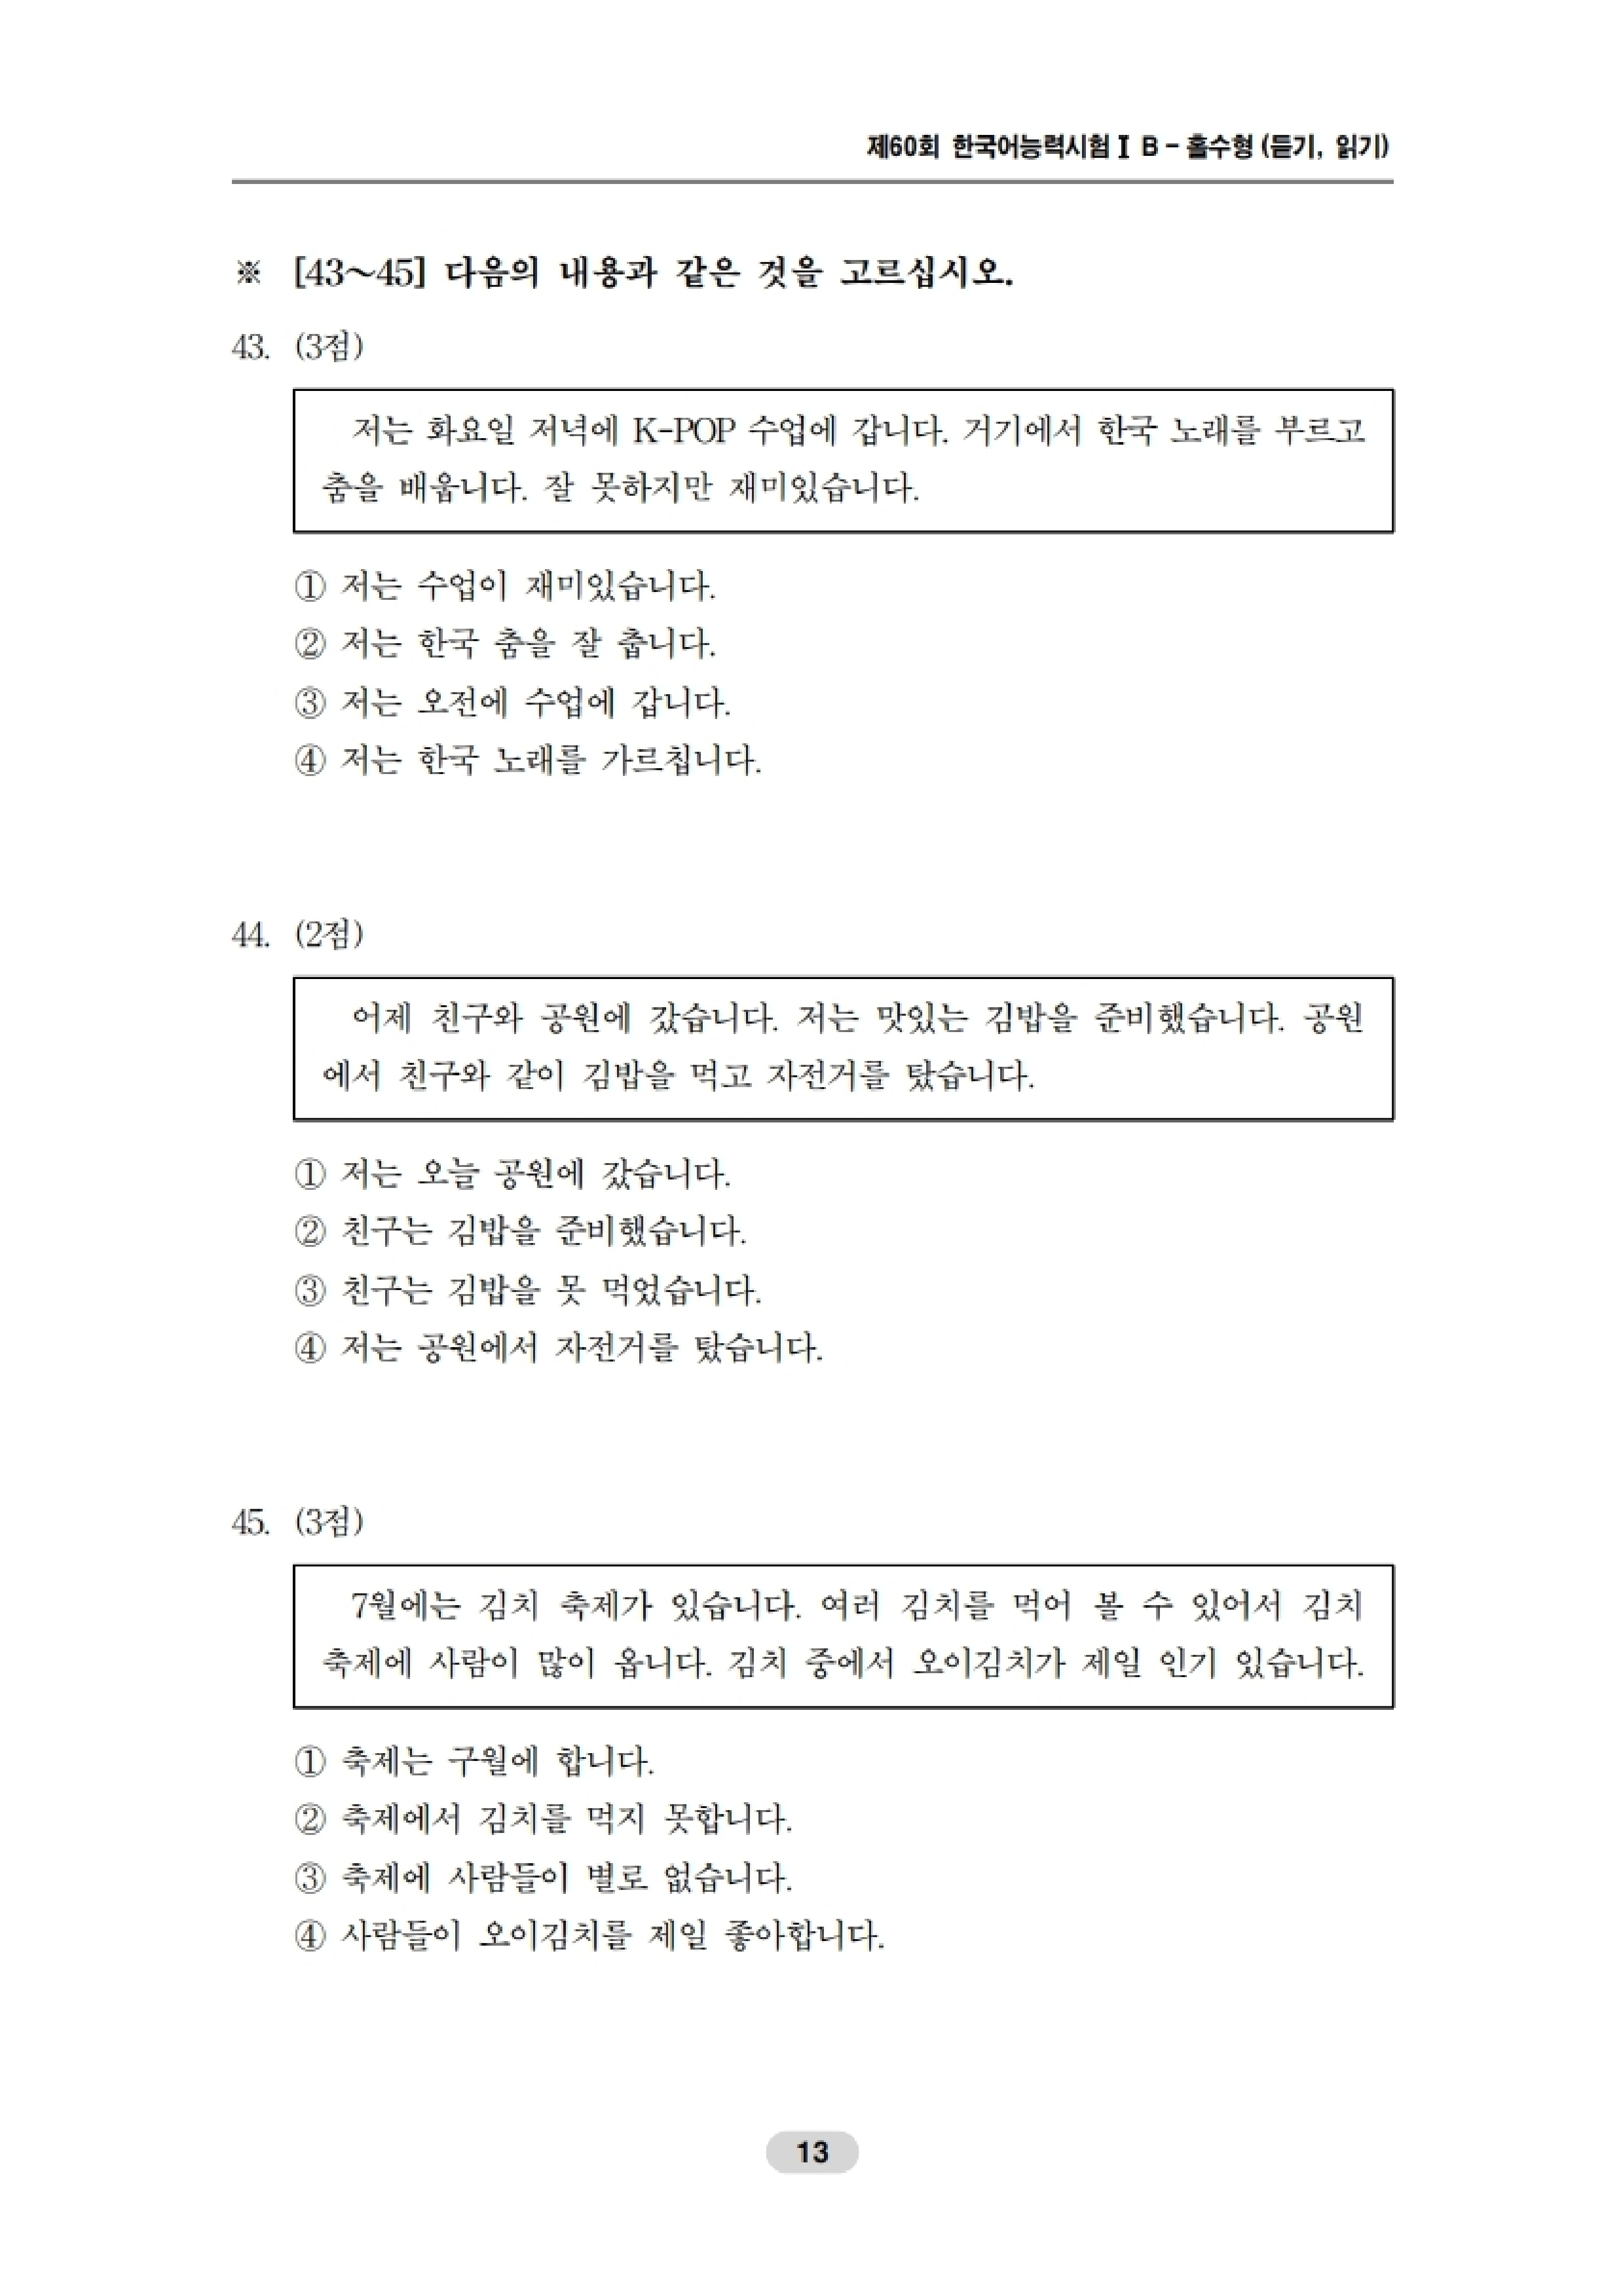 제60회 한국어능력시험 I B - 홀수형 (듣기, 읽기)
※ [43～45] 다음의 내용과 같은 것을 고르십시오.
43. (3점)
저는 화요일 저녁에 K-POP 수업에 갑니다. 거기에서 한국 노래를 부르고
춤을 배웁니다. 잘 못하지만 재미있습니다.
① 저는 수업이 재미있습니다.
② 저는 한국 춤을 잘 춥니다.
③ 저는 오전에 수업에 갑니다.
④ 저는 한국 노래를 가르칩니다.
44. (2점)
어제 친구와 공원에 갔습니다. 저는 맛있는 김밥을 준비했습니다. 공원
에서 친구와 같이 김밥을 먹고 자전거를 탔습니다.
① 저는 오늘 공원에 갔습니다.
② 친구는 김밥을 준비했습니다.
③ 친구는 김밥을 못 먹었습니다.
④ 저는 공원에서 자전거를 탔습니다.
45. (3점)
7월에는 김치 축제가 있습니다. 여러 김치를 먹어 볼 수 있어서 김치
축제에 사람이 많이 옵니다. 김치 중에서 오이김치가 제일 인기 있습니다.
① 축제는 구월에 합니다.
② 축제에서 김치를 먹지 못합니다.
③ 축제에 사람들이 별로 없습니다.
④ 사람들이 오이김치를 제일 좋아합니다.
13